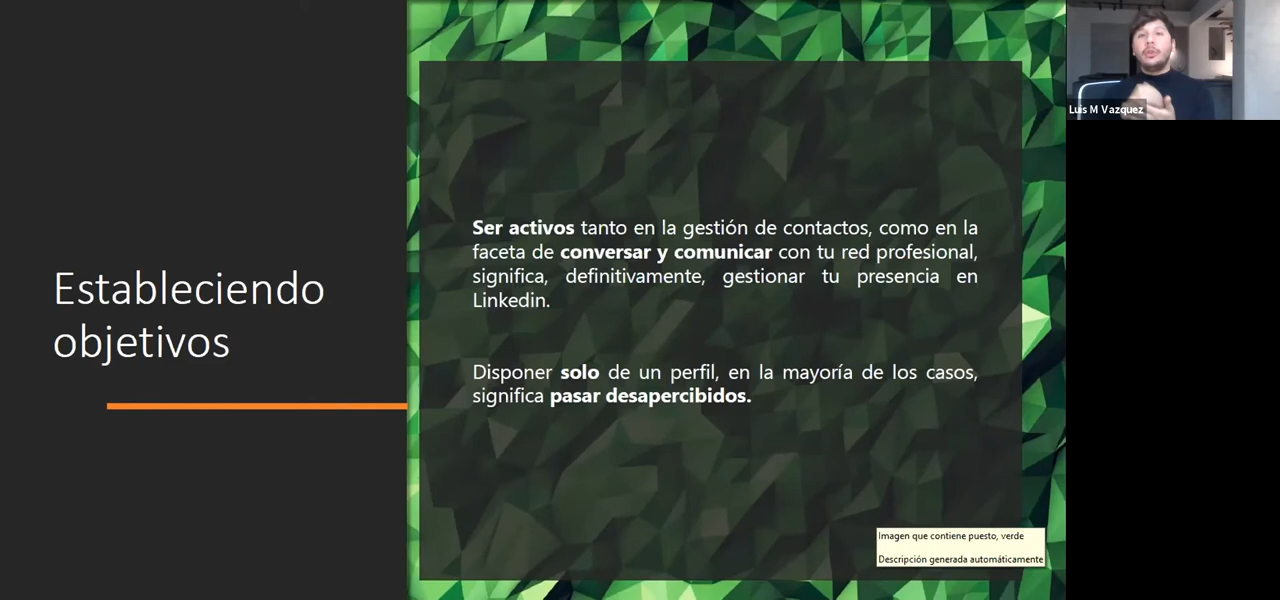 Estableciendo
objetivos
Ser activos tanto en la gestión de contactos, como en la
faceta de conversar y comunicar con tu red profesional,
significa, definitivamente, gestionar tu presencia en
Linkedin.
Disponer solo de un perfil, en la mayoría de los casos,
significa pasar desapercibidos.
Imagen que contiene puesto, verde
Descripción generada automáticamente
Luis M Vazquez